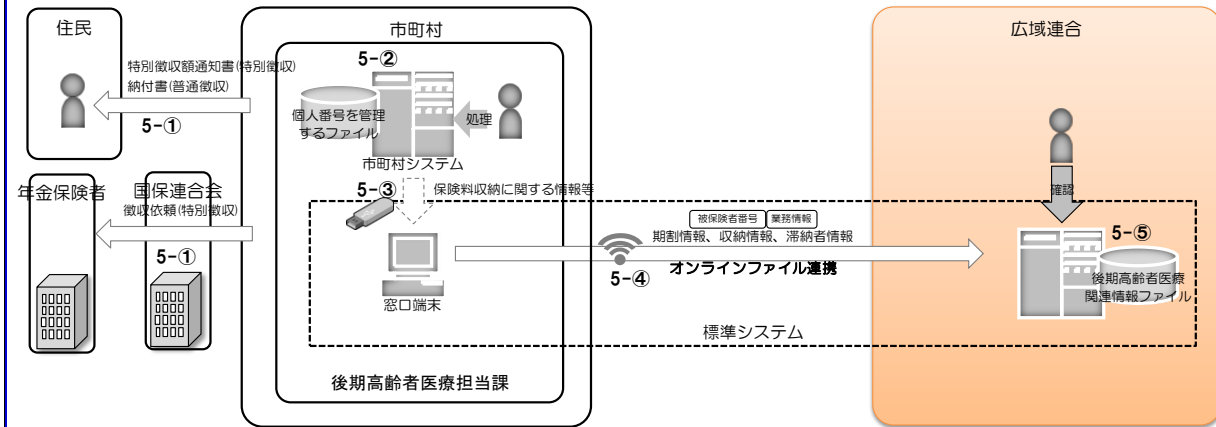 住民
特別徴収額通知書(特別徴収)
納付書(普通徴収)
5-①
年金保険者
国保連合会
徴収依頼(特別徴収)
5-①
市町村
5-②
個人番号を管理
するファイル
処理
市町村システム
5-③
保険料収納に関する情報等
窓口端末
後期高齢者医療担当課
被保険者番号
業務情報
期割情報、収納情報、滞納者情報
5-④
オンラインファイル連携
標準システム
広域連合
確認
5-⑤
後期高齢者医療
関連情報ファイル